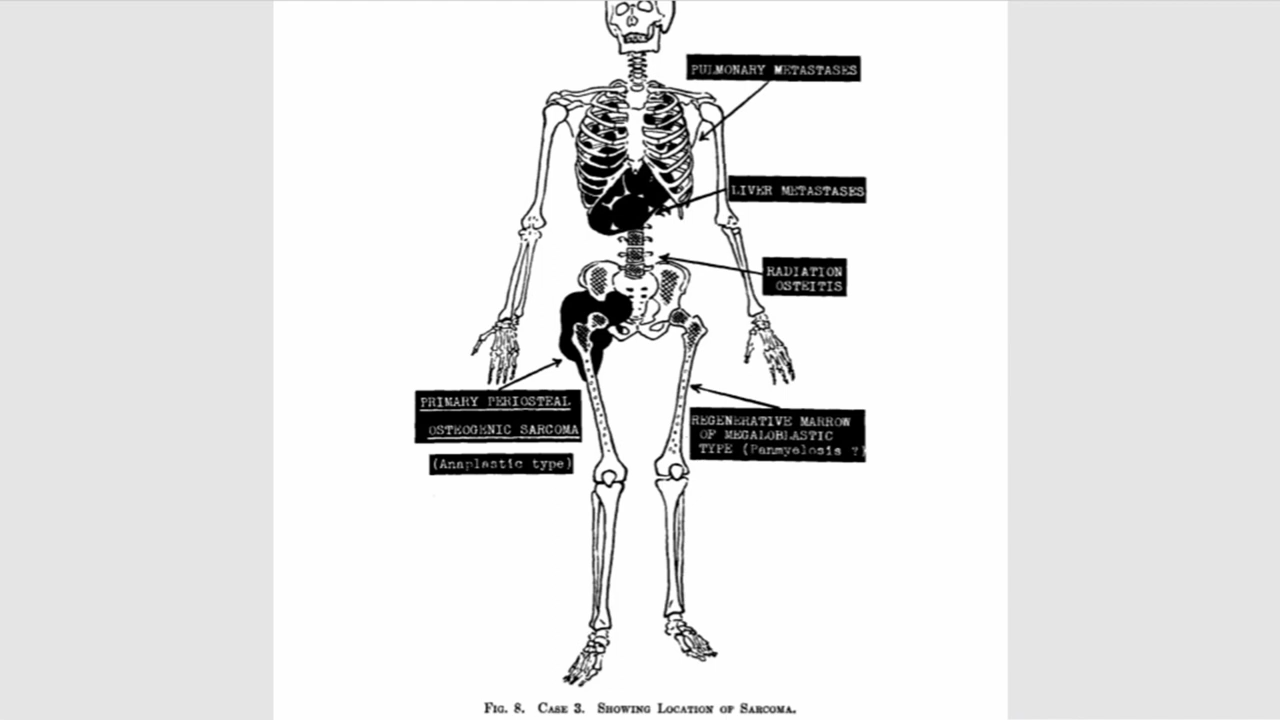 PULMONARY METASTASES
LIVER METASTASES
RADIATION
OSTEITIS
PRIMARY PERIOSTEAL
OSTEOGENIC SARCOMA
(Anaplastic type)
REGENERATIVE MARROW
OF MEGALOBLASTIC
TYPE (Panmyelosis ?)
FIG. 8. CASE 3. SHOWING LOCATION OF SARCOMA.